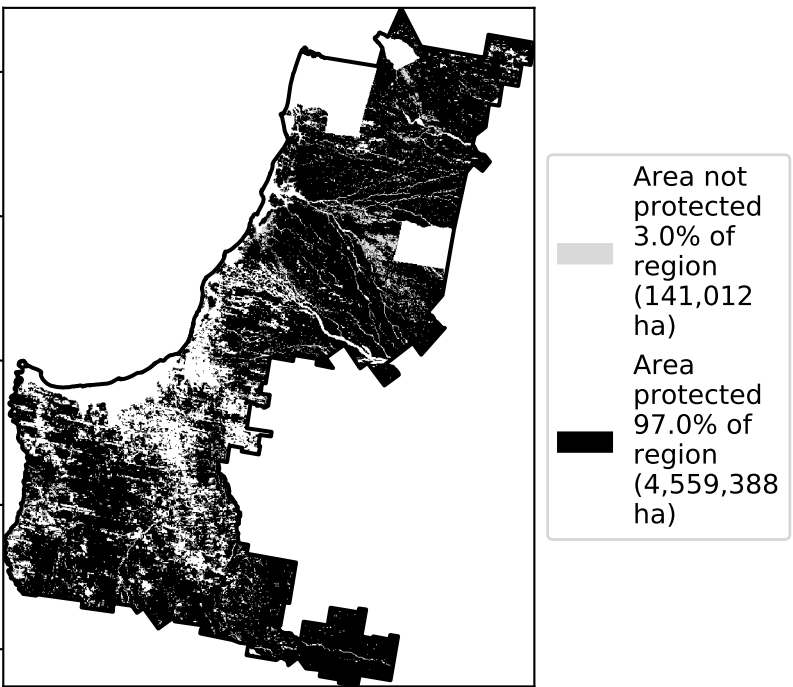 Area not
protected
3.0% of
region
(141,012
ha)
Area
protected
97.0% of
region
(4,559,388
ha)